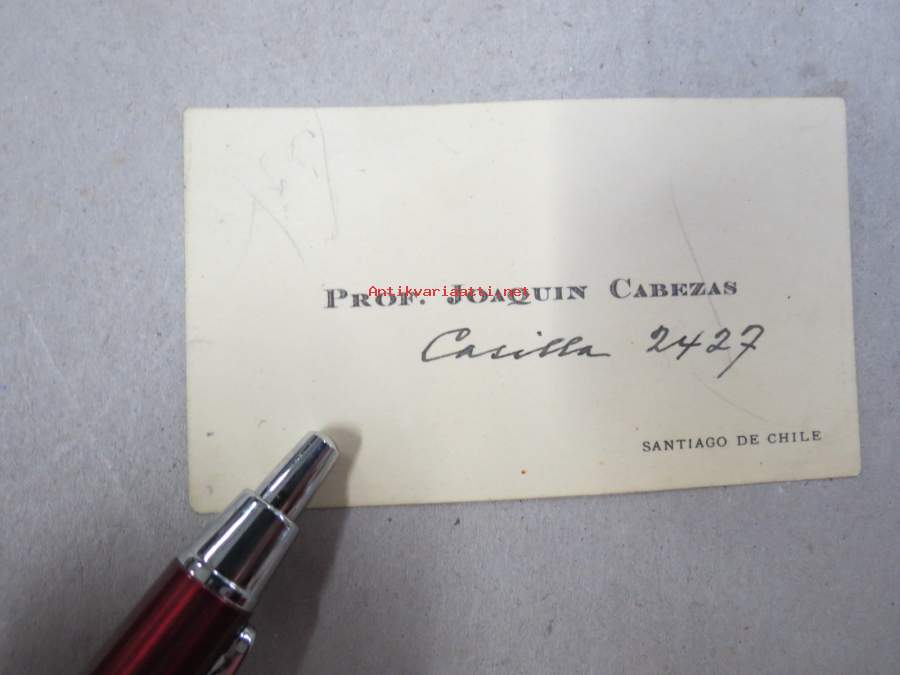 Prof. Joaquin Cabezas
Antikvariaatti.net
Casilla 2427
SANTIAGO DE CHILE